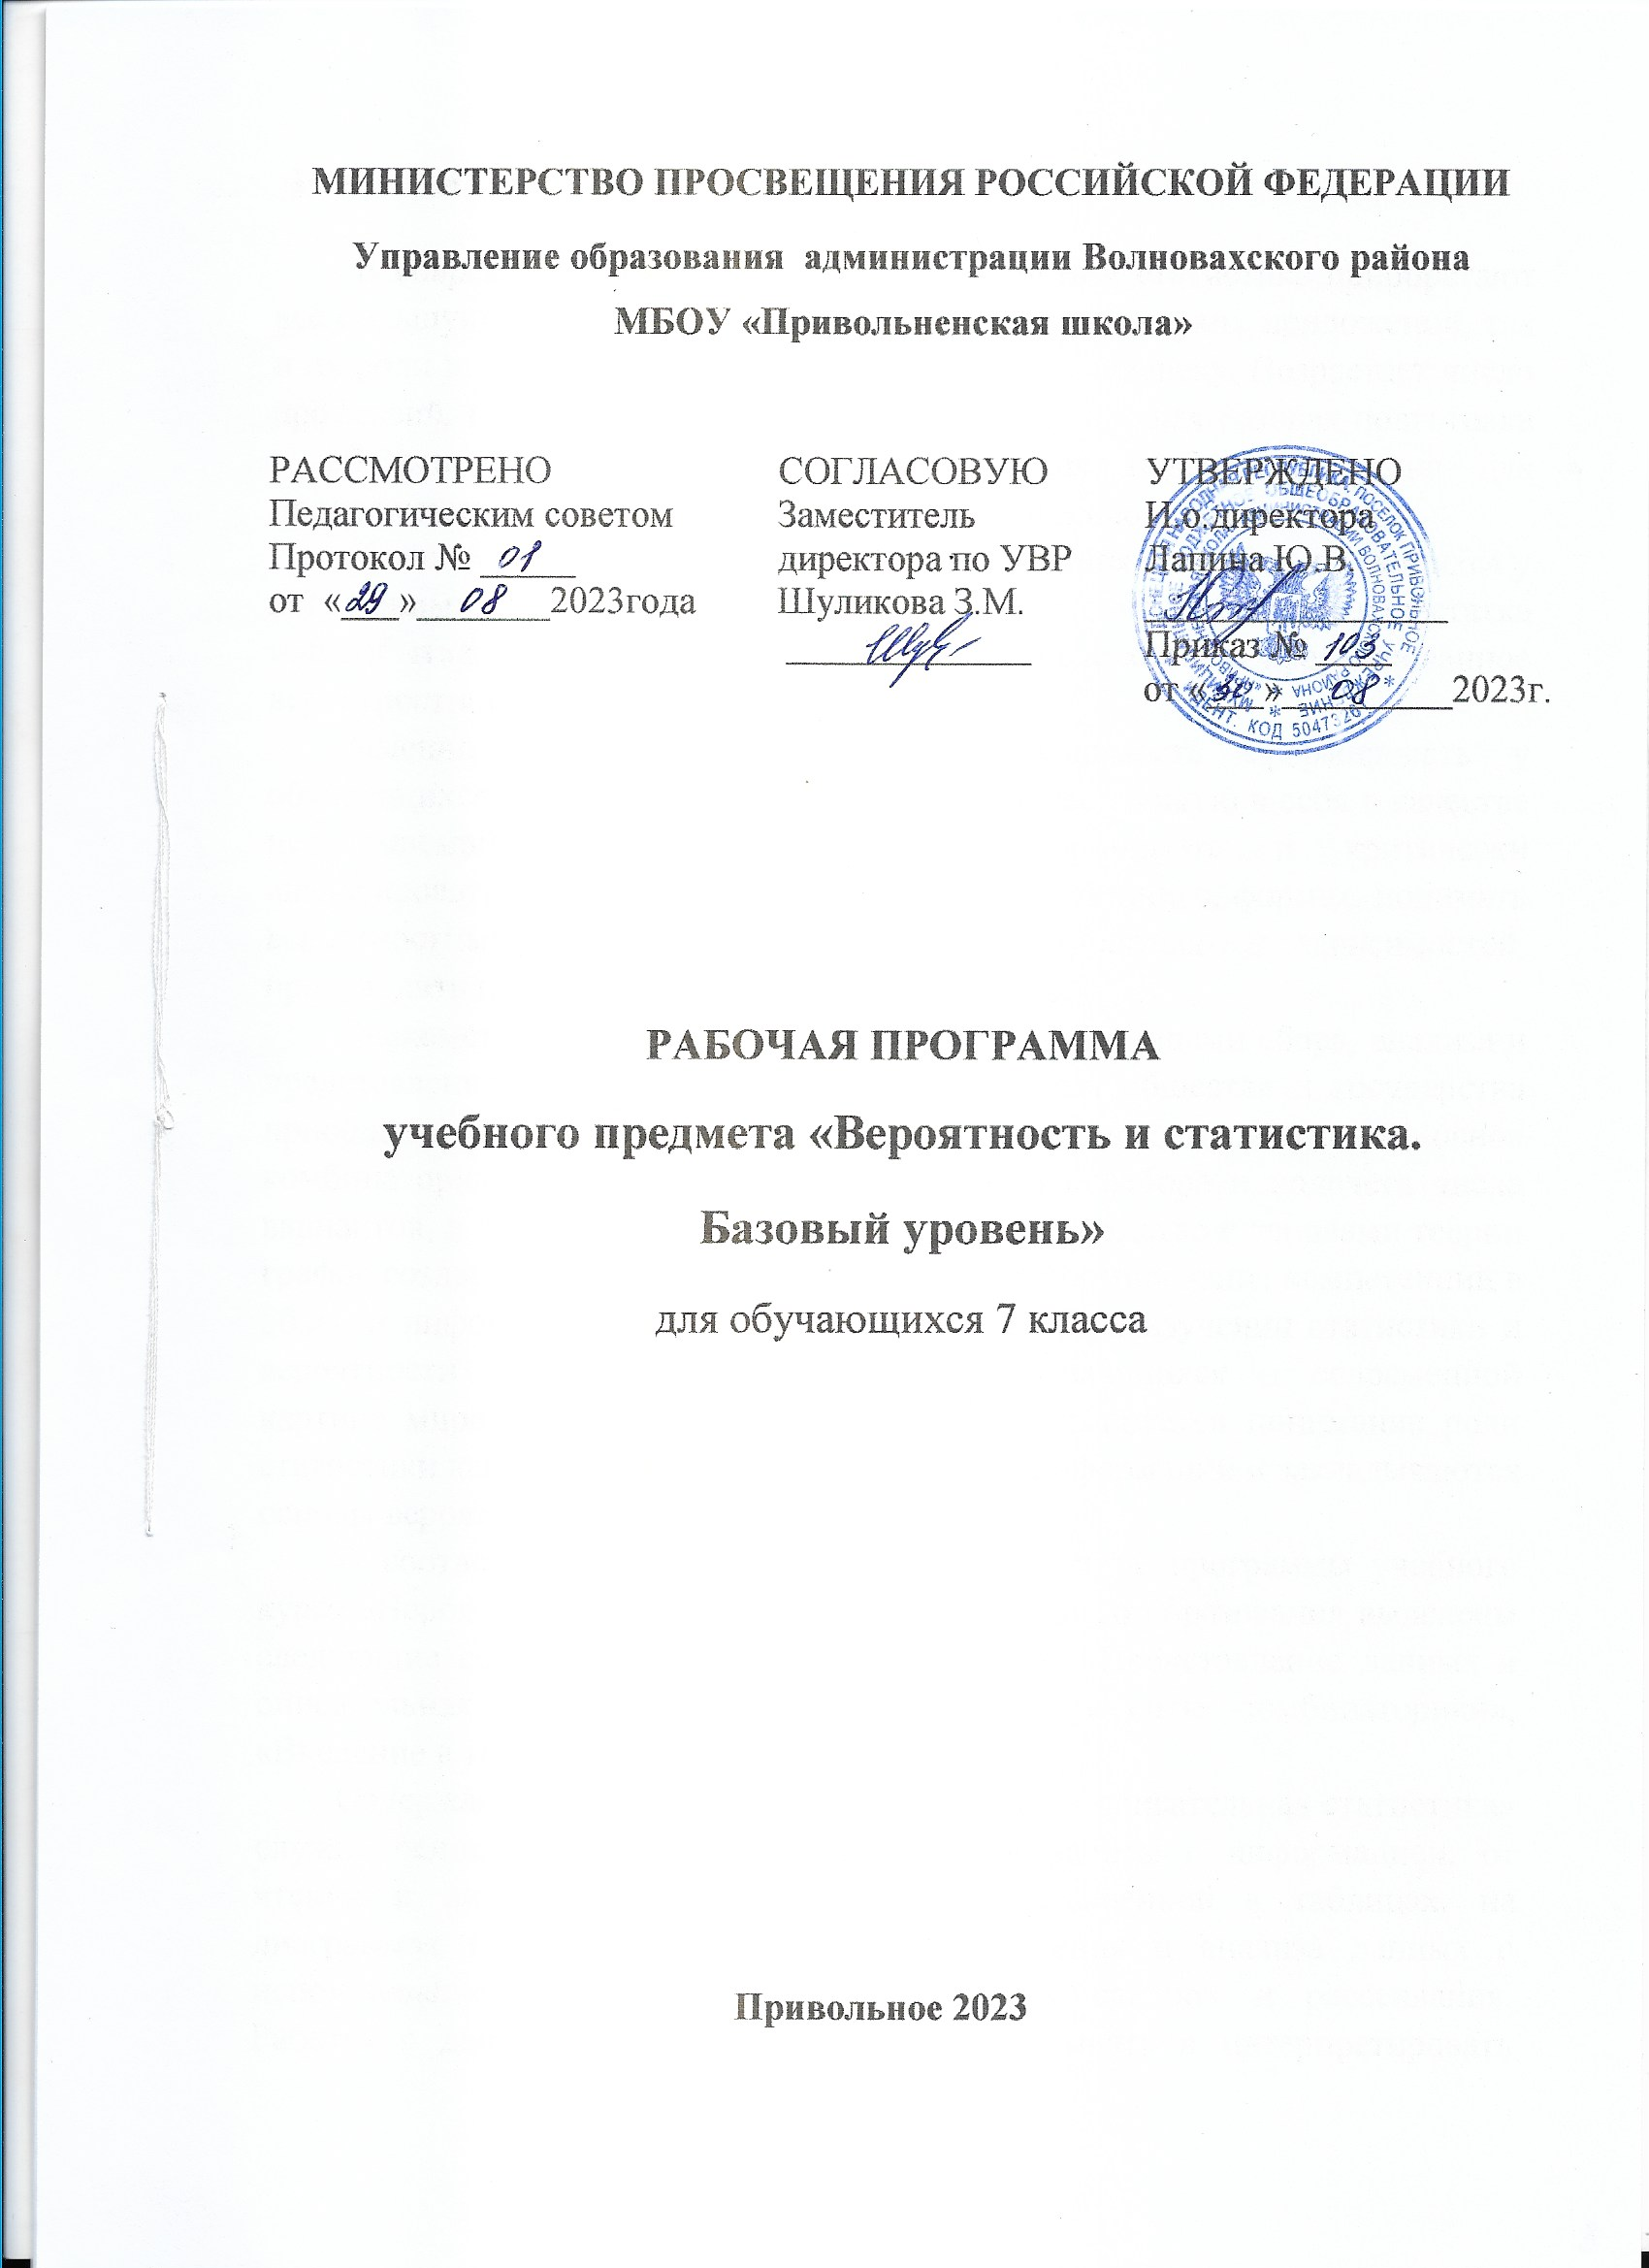 МИНИСТЕРСТВО ПРОСВЕЩЕНИЯ РОССИЙСКОЙ ФЕДЕРАЦИИ
Управление образования администрации Волновахского района
МБОУ «Привольненская школа»
РАССМОТРЕНО
Педагогическим советом
Протокол № 01
от «29» 08 2023года
СОГЛАСОВУЮ
Заместитель
директора по УВР
Шуликова З.М.
УТВЕРЖДЕНО
И.о.директора
Лапина Ю.В.
Приказ № 103
от «30» 08 2023г.
РАБОЧАЯ ПРОГРАММА
учебного предмета «Вероятность и статистика.
Базовый уровень»
для обучающихся 7 класса
Привольное 2023